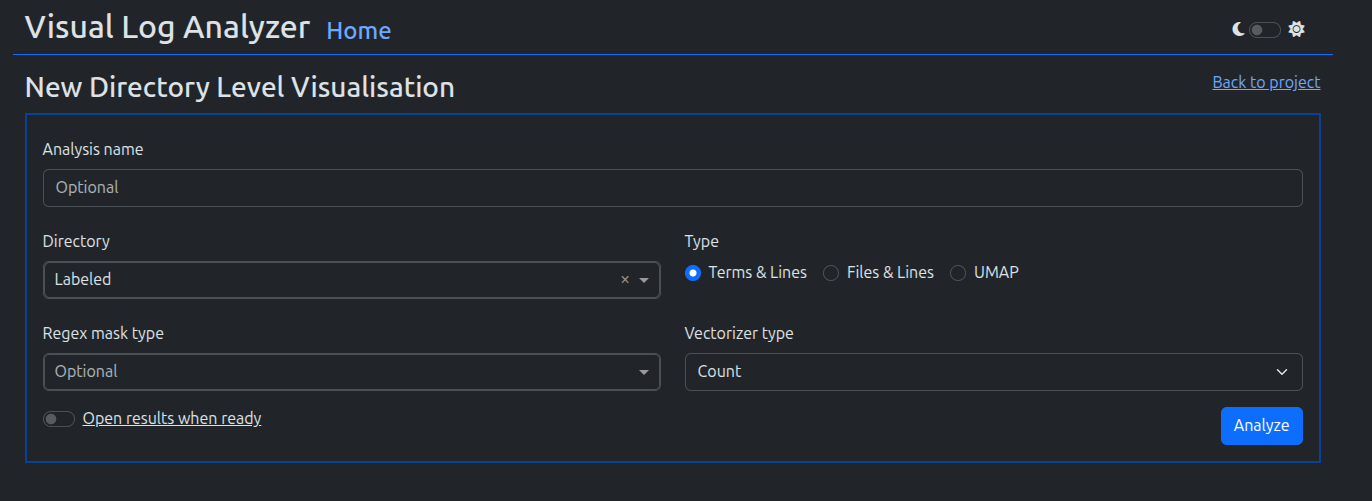 Visual Log Analyzer Home
New Directory Level Visualisation
Back to project
Analysis name
Optional
Directory
Labeled
Type
Terms & Lines
Files & Lines
UMAP
Regex mask type
Optional
Vectorizer type
Count
Open results when ready
Analyze